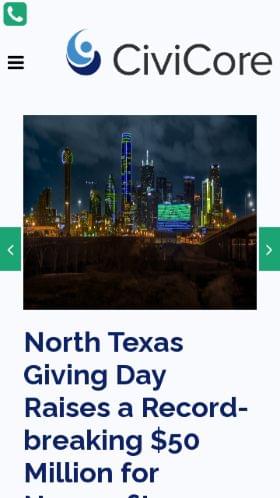 CiviCore
North Texas
Giving Day
Raises a Record-
breaking $50
Million for